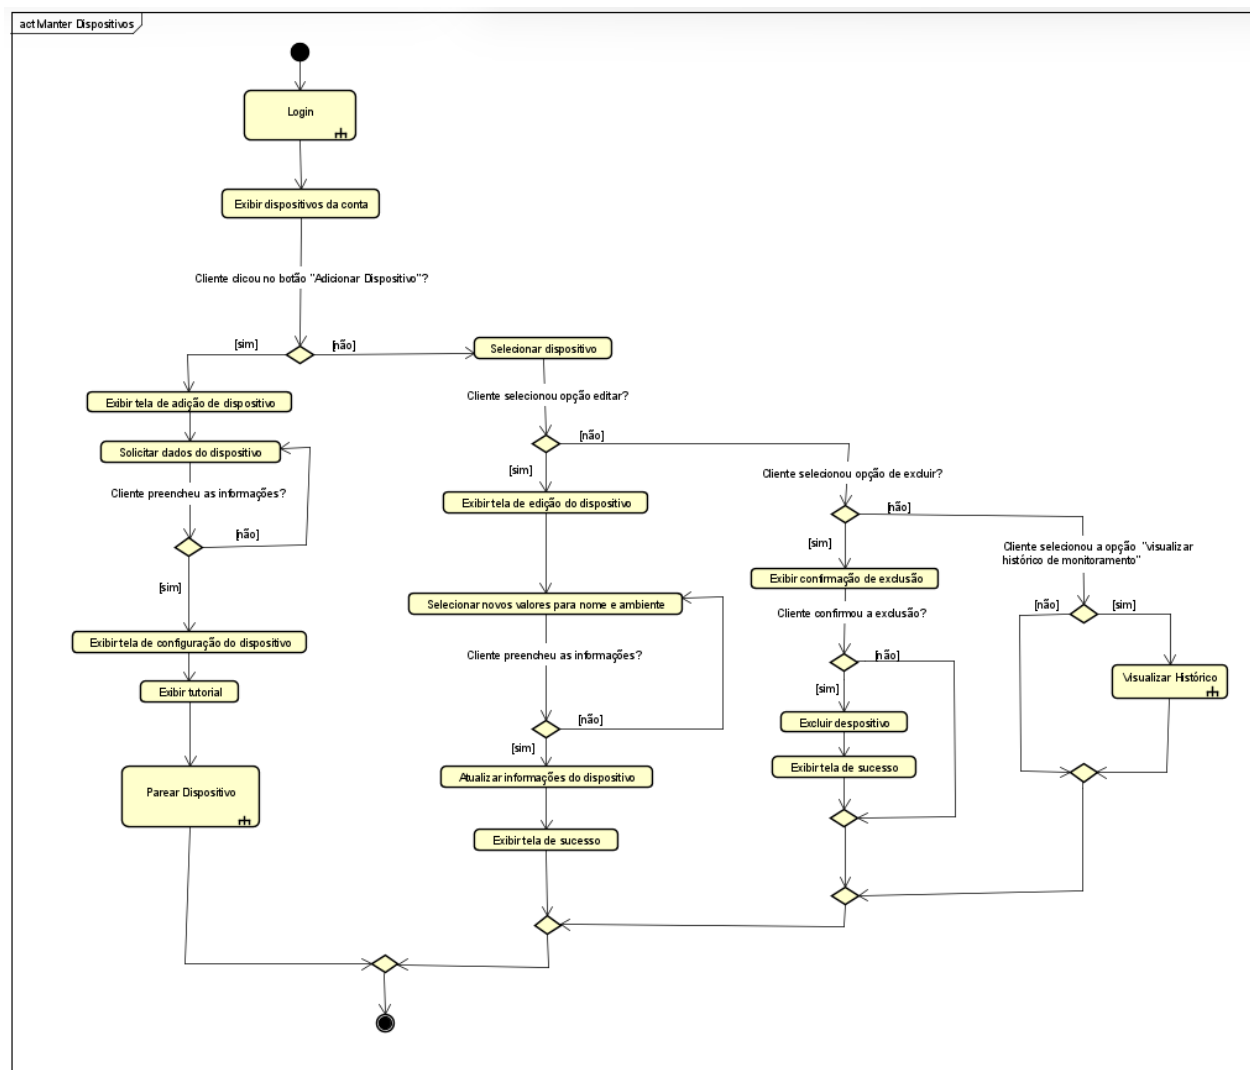 act Manter Dispositivos
Login
Exibir dispositivos da conta
Cliente clicou no botão "Adicionar Dispositivo"?
[sim]
[não]
Selecionar dispositivo
Exibir tela de adição de dispositivo
Cliente selecionou opção editar?
Solicitar dados do dispositivo
[não]
Cliente preencheu as informações?
[sim]
Cliente selecionou opção de excluir?
Exibir tela de edição do dispositivo
[não]
[não]
[sim]
Cliente selecionou a opção "visualizar
histórico de monitoramento"
[sim]
Exibir confirmação de exclusão
Selecionar novos valores para nome e ambiente
Cliente confirmou a exclusão?
[não]
[sim]
Exibir tela de configuração do dispositivo
Cliente preencheu as informações?
[não]
Visualizar Histórico
Exibir tutorial
[sim]
[não]
Excluir despositivo
[sim]
Exibir tela de sucesso
Atualizar informações do dispositivo
Parear Dispositivo
Exibir tela de sucesso